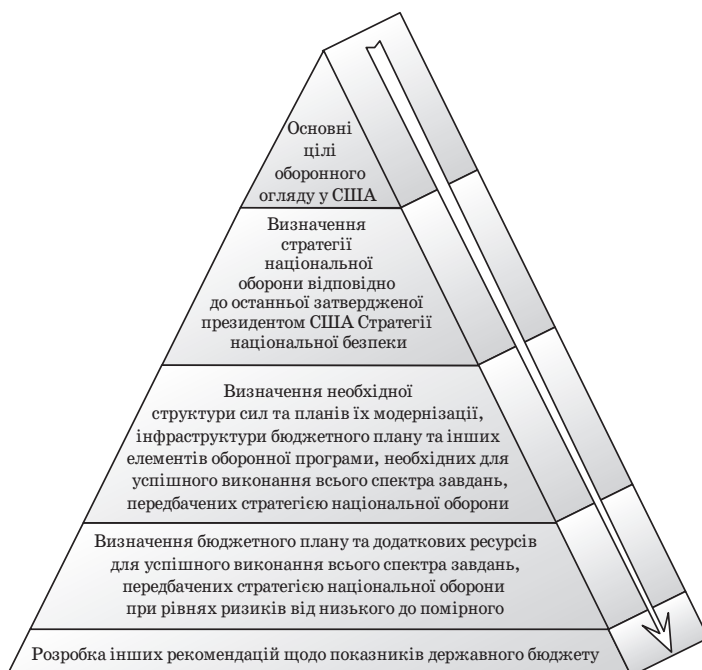 Основні
цілі
оборонного
огляду у США
Визначення
стратегії
національної
оборони відповідно
до останньої затвердженої
президентом США Стратегії
національної безпеки
Визначення необхідної
структури сил та планів їх модернізації,
інфраструктури бюджетного плану та інших
елементів оборонної програми, необхідних для
успішного виконання всього спектра завдань,
передбачених стратегією національної оборони
Визначення бюджетного плану та додаткових ресурсів
для успішного виконання всього спектра завдань,
передбачених стратегією національної оборони
при рівнях ризиків від низького до помірного
Розробка інших рекомендацій щодо показників державного бюджету